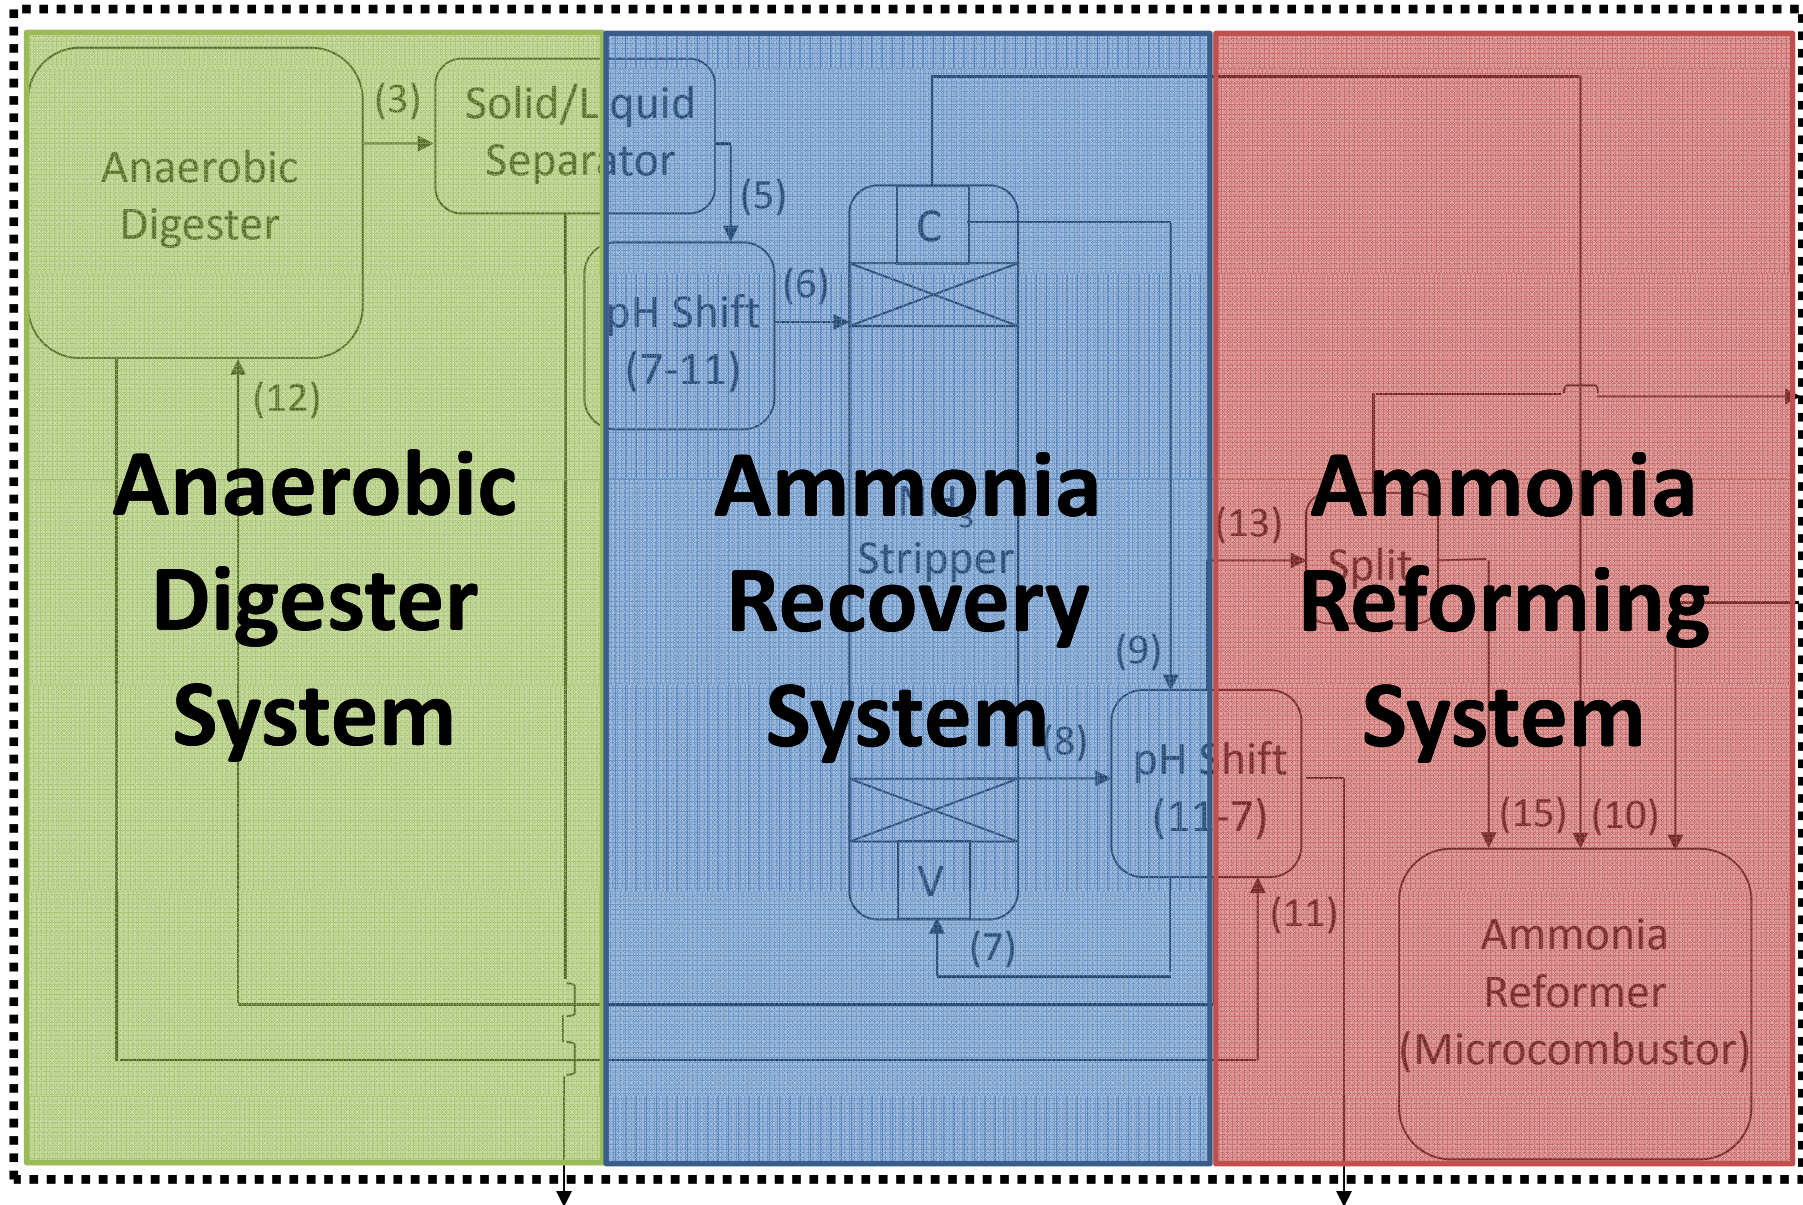 Anaerobic
Digester
(3)
Solid/Liquid
Separator
(5)
pH Shift
(7-11)
(6)
C
(12)
Anaerobic
Digester
System
Ammonia
Recovery
System
Ammonia
Reforming
System
NH3
Stripper
(13)
Split
(9)
(8)
pH Shift
(11-7)
V
(7)
(11)
(15)
(10)
Ammonia
Reformer
(Microcombustor)